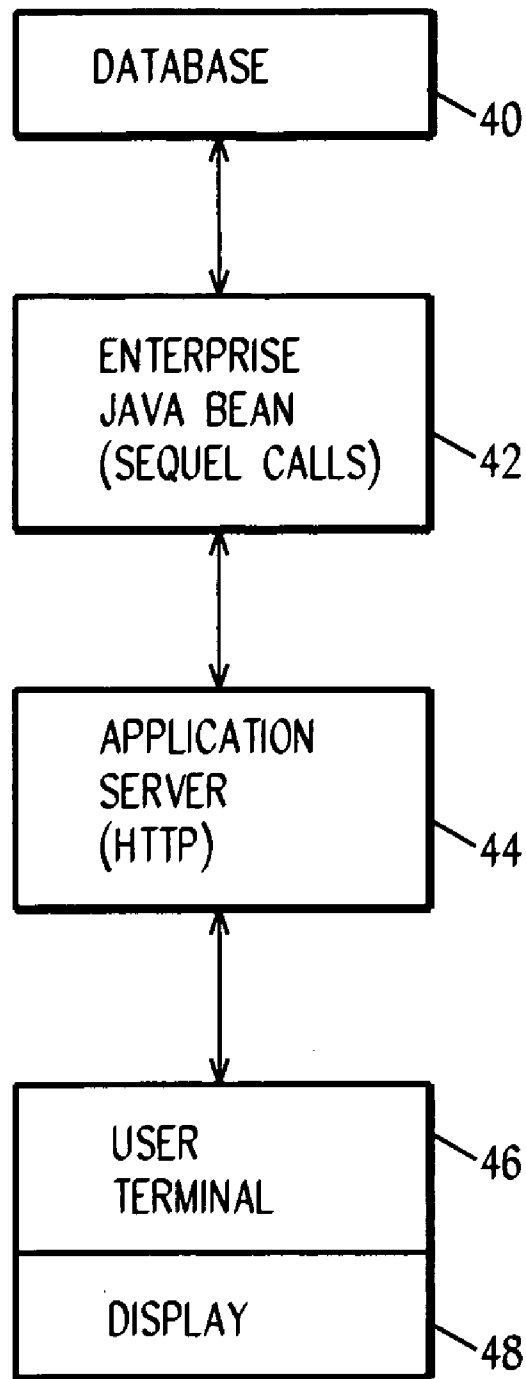 DATABASE
40
ENTERPRISE
JAVA BEAN
(SEQUEL CALLS)
42
APPLICATION
SERVER
(HTTP)
44
USER
TERMINAL
46
DISPLAY
48